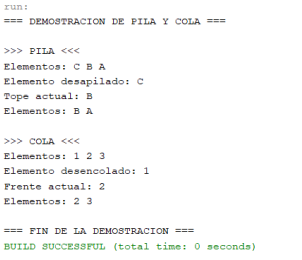 run:
=== DEMOSTRACION DE PILA Y COLA ===
>>> PILA <<<
Elementos: C B A
Elemento desapilado: C
Tope actual: B
Elementos: B A
>>> COLA <<<
Elementos: 1 2 3
Elemento desencolado: 1
Frente actual: 2
Elementos: 2 3
=== FIN DE LA DEMOSTRACION ===
BUILD SUCCESSFUL (total time: 0 seconds)